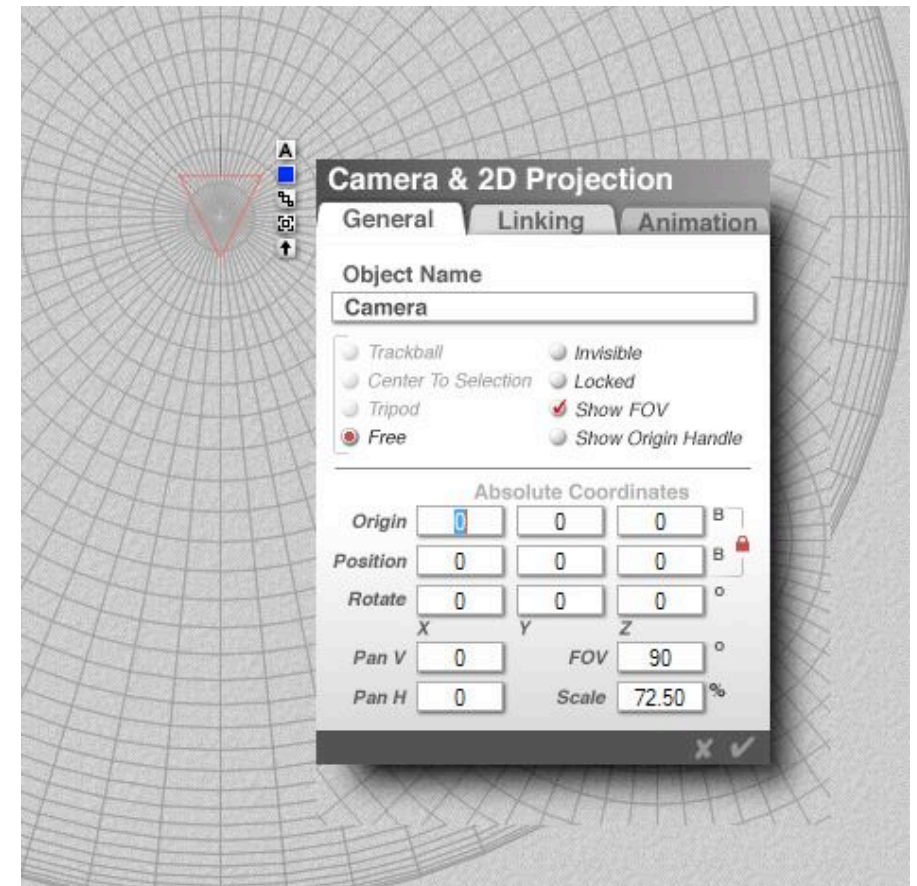 A
Camera & 2D Projection
General Linking Animation
Object Name
Camera
Trackball Invisible
Center To Selection Locked
Tripod Show FOV
Free Show Origin Handle
Absolute Coordinates
Origin 0 0 0 B
Position 0 0 0 B
Rotate 0 0 0 °
X Y Z
Pan V 0 FOV 90 °
Pan H 0 Scale 72.50 %